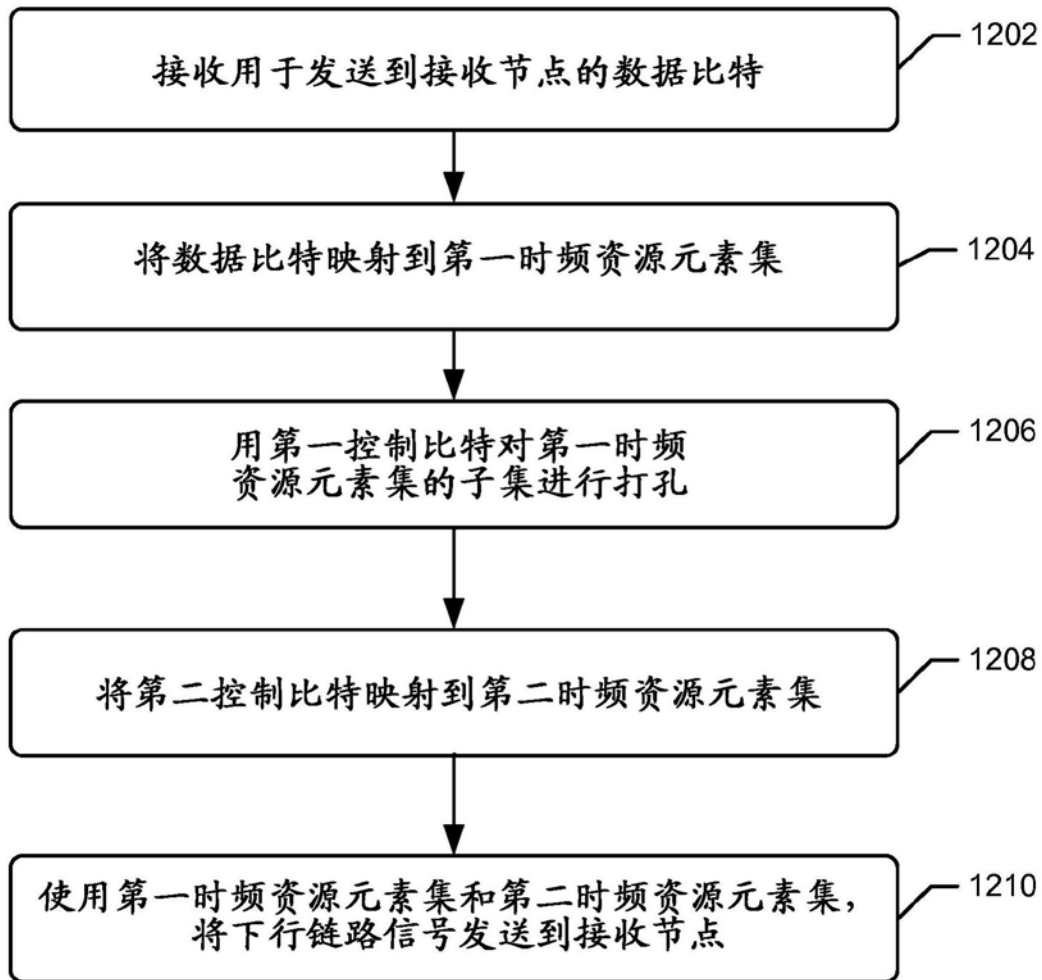 接收用于发送到接收节点的数据比特
1202
将数据比特映射到第一时频资源元素集
1204
用第一控制比特对第一时频
资源元素集的子集进行打孔
1206
将第二控制比特映射到第二时频资源元素集
1208
使用第一时频资源元素集和第二时频资源元素集，
将下行链路信号发送到接收节点
1210